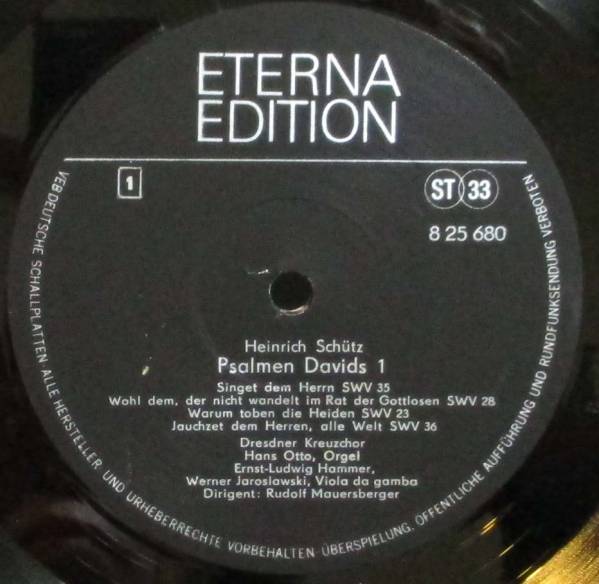 ETERNA
EDITION
1
ST 33
8 25 680
Heinrich Schütz
Psalmen Davids 1
Singet dem Herrn SWV 35
Wohl dem, der nicht wandelt im Rat der Gottlosen SWV 28
Warum toben die Heiden SWV 23
Jauchzet dem Herren, alle Welt SWV 36
Dresdner Kreuzchor
Hans Otto, Orgel
Ernst-Ludwig Hammer,
Werner Jaroslawski, Viola da gamba
Dirigent: Rudolf Mauersberger
VEB DEUTSCHE SCHALLPLATTEN. ALLE HERSTELLER- UND URHEBERRECHTE VORBEHALTEN. ÜBERSPIELUNG, ÖFFENTLICHE AUFFÜHRUNG UND RUNDFUNKSENDUNG VERBOTEN